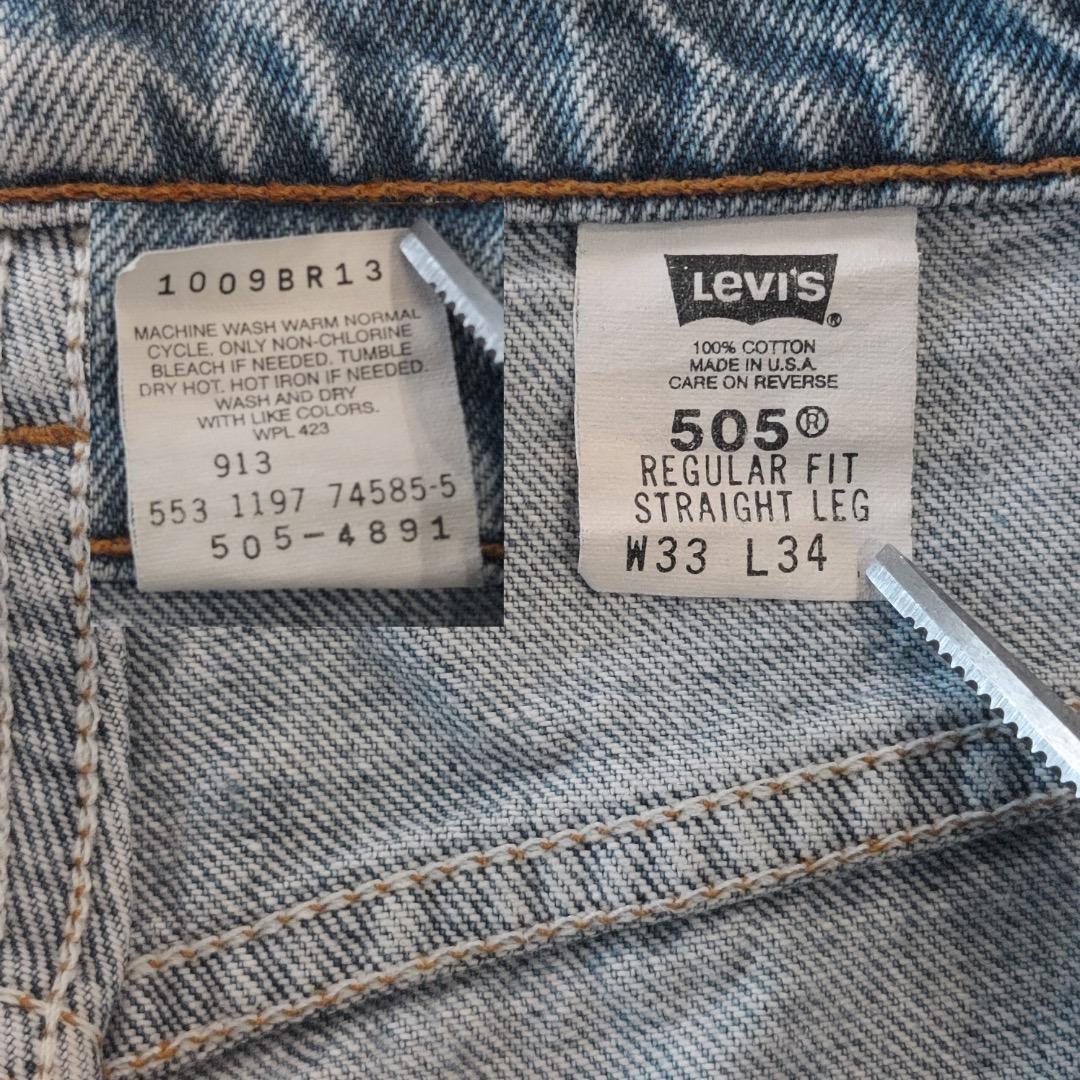 1009BR13
MACHINE WASH WARM NORMAL
CYCLE. ONLY NON-CHLORINE
BLEACH IF NEEDED. TUMBLE
DRY HOT. HOT IRON IF NEEDED.
WASH AND DRY
WITH LIKE COLORS.
WPL 423
913
553 1197 74585-5
505-4891
LEVI'S®
100% COTTON
MADE IN U.S.A.
CARE ON REVERSE
505®
REGULAR FIT
STRAIGHT LEG
W33 L34